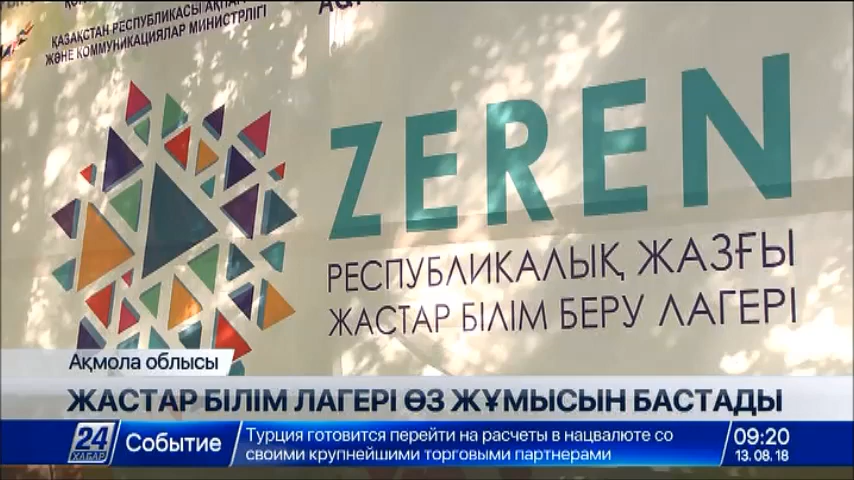 ҚАЗАҚСТАН РЕСПУБЛИКАСЫ
ЖӘНЕ КОММУНИКАЦИЯЛАР МИНИСТРЛІГІ
ZEREN
РЕСПУБЛИКАЛЫҚ ЖАЗҒЫ
ЖАСТАР БІЛІМ БЕРУ ЛАГЕРІ
Ақмола облысы
ЖАСТАР БІЛІМ ЛАГЕРІ ӨЗ ЖҰМЫСЫН БАСТАДЫ
24
ХАБАР
Событие
Турция готовится перейти на расчеты в нацвалюте со
своими крупнейшими торговыми партнерами
09:20
13.08.18